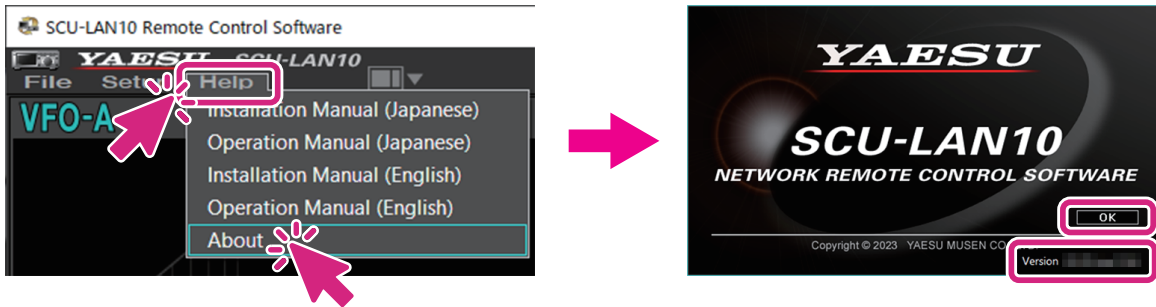 SCU-LAN10 Remote Control Software
YAESU SCU-LAN10
File Setup Help
VFO-A
Installation Manual (Japanese)
Operation Manual (Japanese)
Installation Manual (English)
Operation Manual (English)
About
YAESU
SCU-LAN10
NETWORK REMOTE CONTROL SOFTWARE
OK
Copyright © 2023 YAESU MUSEN CO
Version